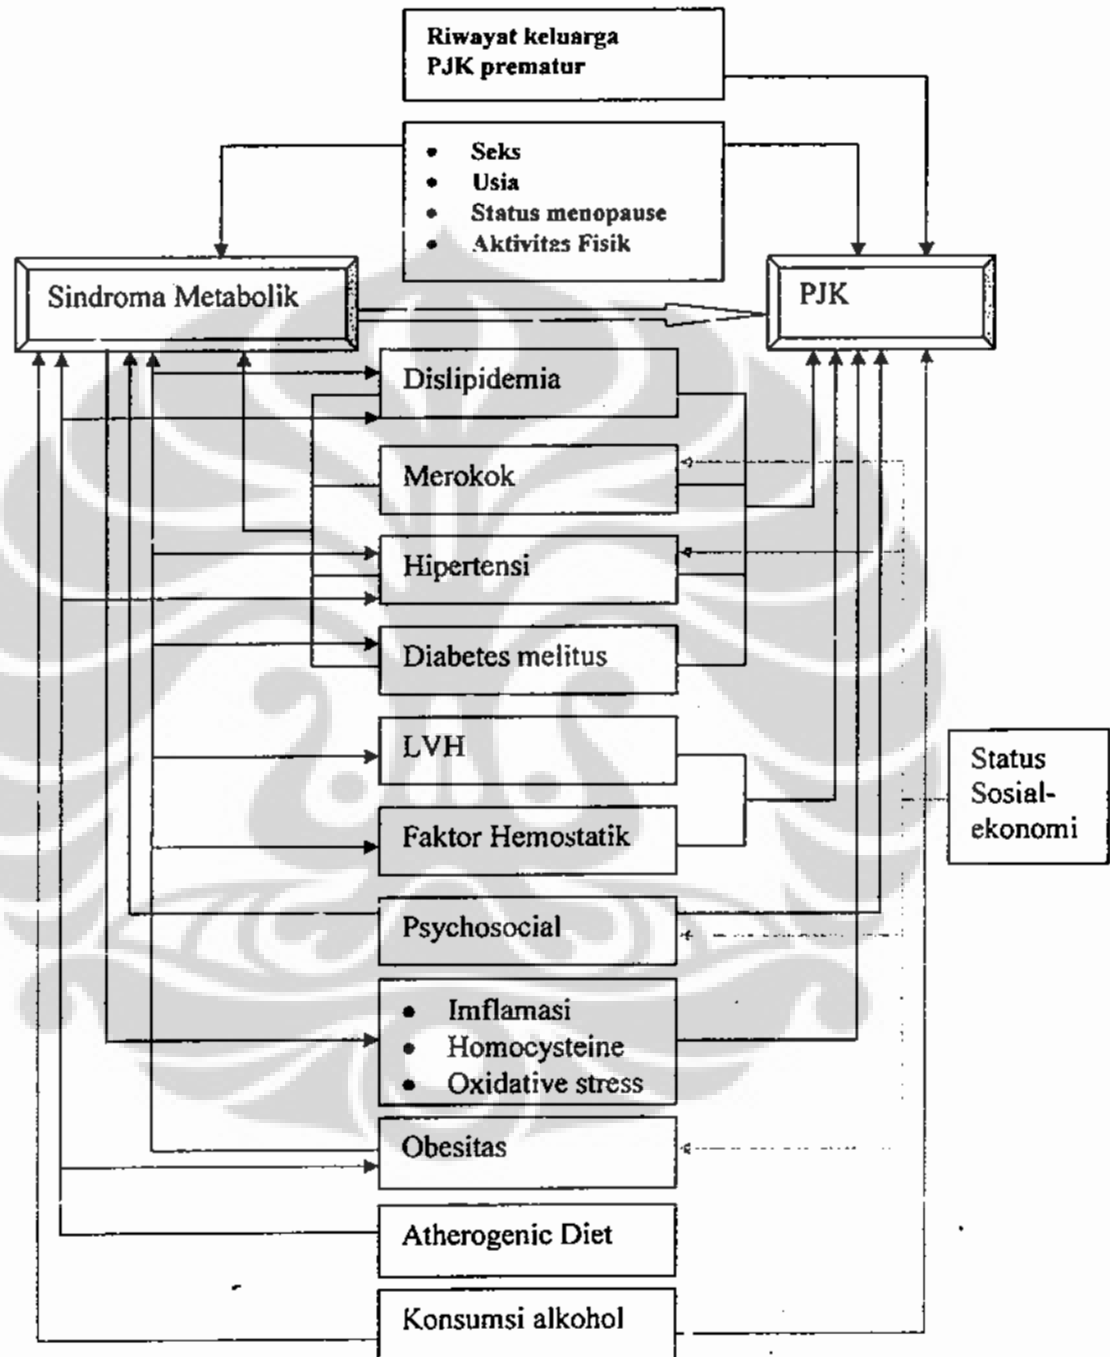 Riwayat keluarga
PJK prematur
• Seks
• Usia
• Status menopause
• Aktivitas Fisik
Sindroma Metabolik
PJK
Dislipidemia
Merokok
Hipertensi
Diabetes melitus
LVH
Faktor Hemostatik
Status
Sosial-
ekonomi
Psychosocial
• Imflamasi
• Homocysteine
• Oxidative stress
Obesitas
Atherogenic Diet
Konsumsi alkohol